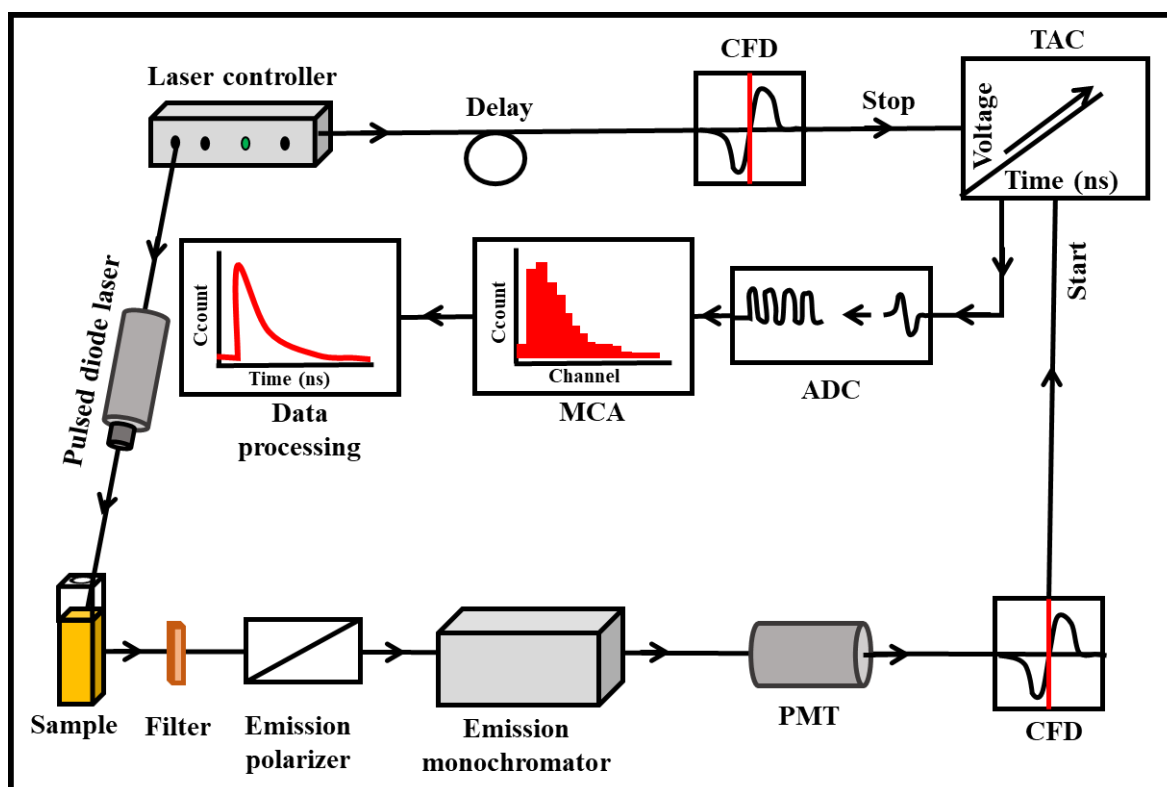 CFD
TAC
Laser controller
Delay
Stop
Voltage
Time (ns)
Start
Ccount
Time (ns)
Data
processing
Ccount
Channel
MCA
ADC
Pulsed diode laser
Sample
Filter
Emission
polarizer
Emission
monochromator
PMT
CFD